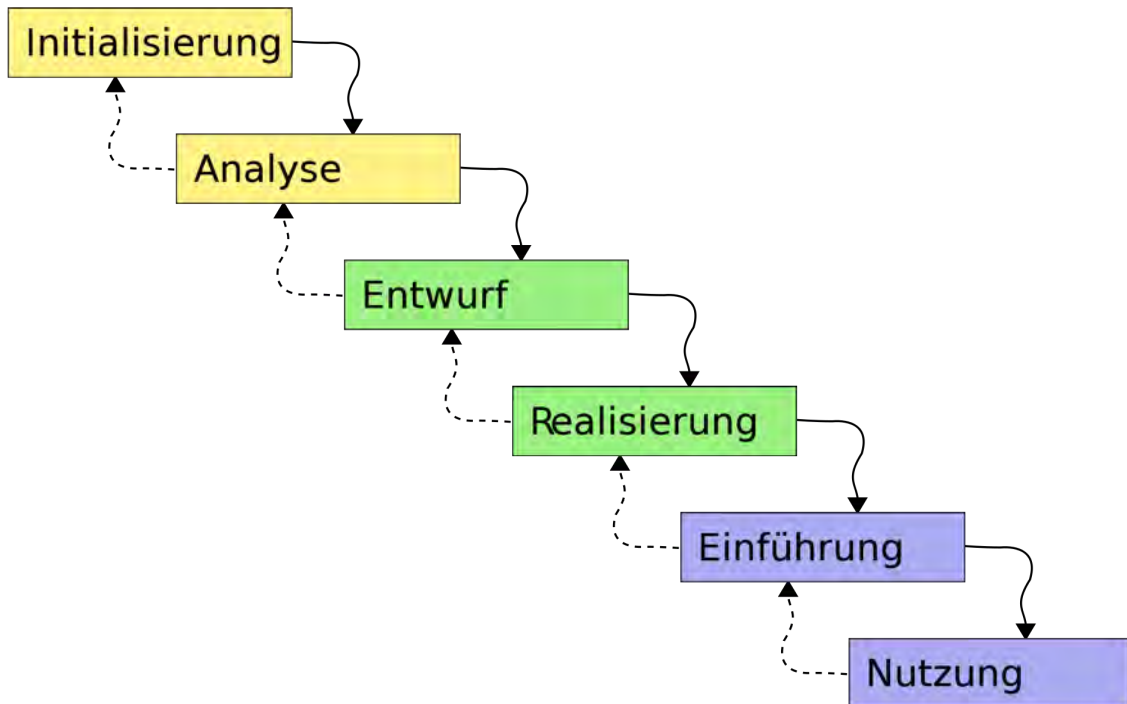 Initialisierung
Analyse
Entwurf
Realisierung
Einführung
Nutzung